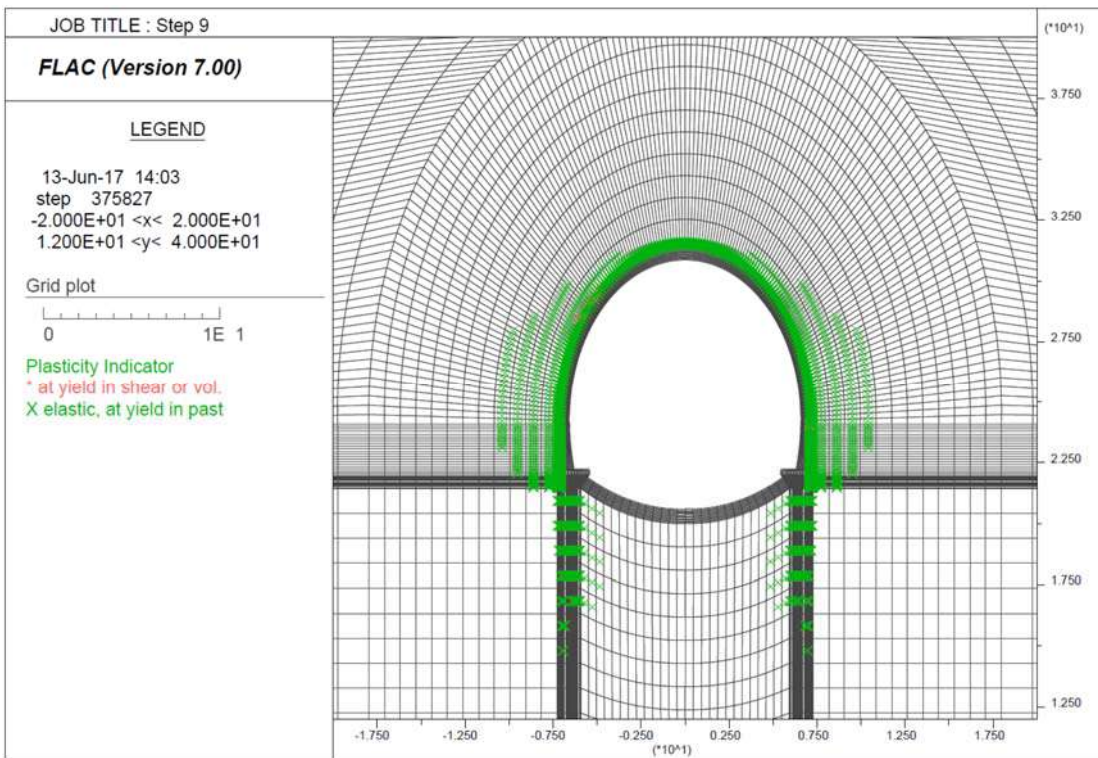 JOB TITLE : Step 9
(*10^1)
FLAC (Version 7.00)
LEGEND
13-Jun-17 14:03
step 375827
-2.000E+01 <x< 2.000E+01
1.200E+01 <y< 4.000E+01
Grid plot
0 1E 1
Plasticity Indicator
* at yield in shear or vol.
X elastic, at yield in past
3.750
3.250
2.750
2.250
1.750
1.250
-1.750 -1.250 -0.750 -0.250 0.250 0.750 1.250 1.750
(*10^1)